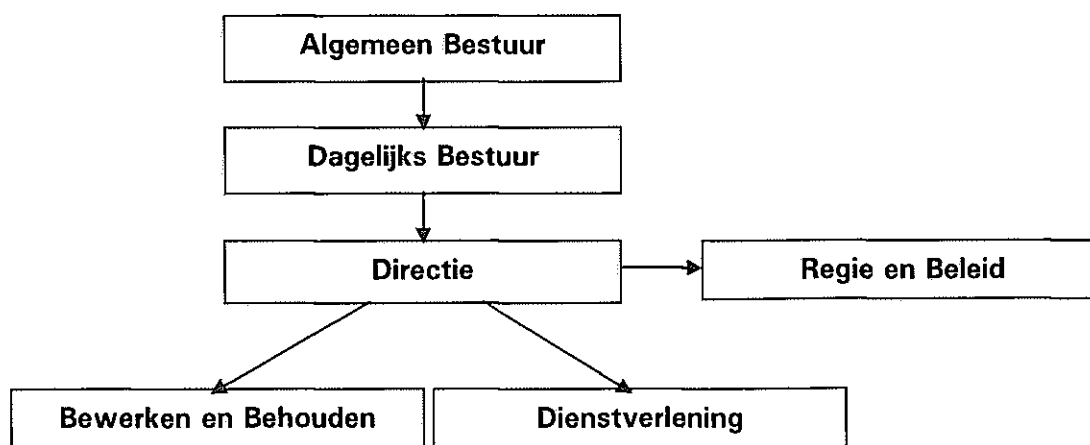 Algemeen Bestuur
Dagelijks Bestuur
Directie
Regie en Beleid
Bewerken en Behouden
Dienstverlening